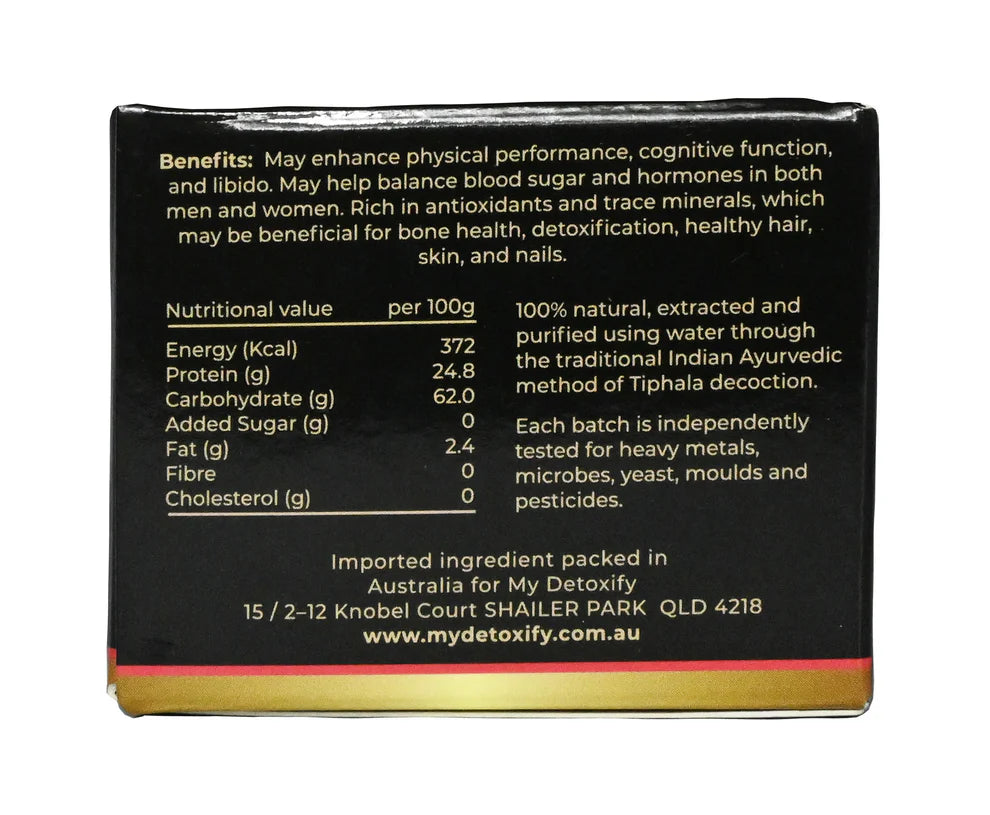 Benefits: May enhance physical performance, cognitive function,
and libido. May help balance blood sugar and hormones in both
men and women. Rich in antioxidants and trace minerals, which
may be beneficial for bone health, detoxification, healthy hair,
skin, and nails.
Nutritional value per 100g
Energy (Kcal) 372
Protein (g) 24.8
Carbohydrate (g) 62.0
Added Sugar (g) 0
Fat (g) 2.4
Fibre 0
Cholesterol (g) 0
100% natural, extracted and
purified using water through
the traditional Indian Ayurvedic
method of Tiphala decoction.
Each batch is independently
tested for heavy metals,
microbes, yeast, moulds and
pesticides.
Imported ingredient packed in
Australia for My Detoxify
15 / 2–12 Knobel Court SHAILER PARK QLD 4218
www.mydetoxify.com.au